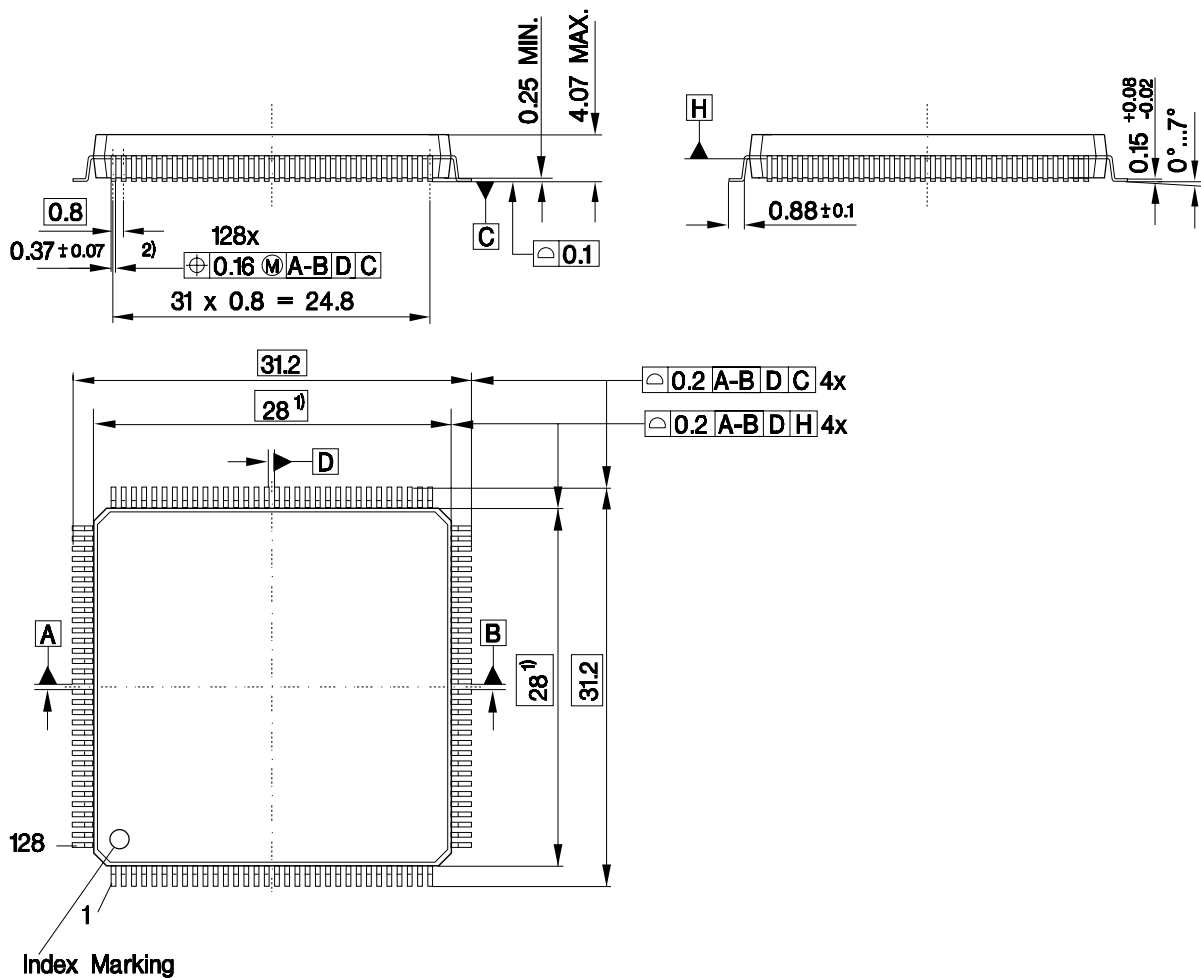 0.25 MIN.
4.07 MAX.
H
0.15 +0.08 -0.02
0°...7°
0.8
0.37 ±0.07
2)
128x
⌖ 0.16 Ⓜ A-B D C
31 x 0.8 = 24.8
C
⌓ 0.1
0.88 ±0.1
31.2
28 1)
⌓ 0.2 A-B D C 4x
⌓ 0.2 A-B D H 4x
D
A
B
28 1)
31.2
128
1
Index Marking